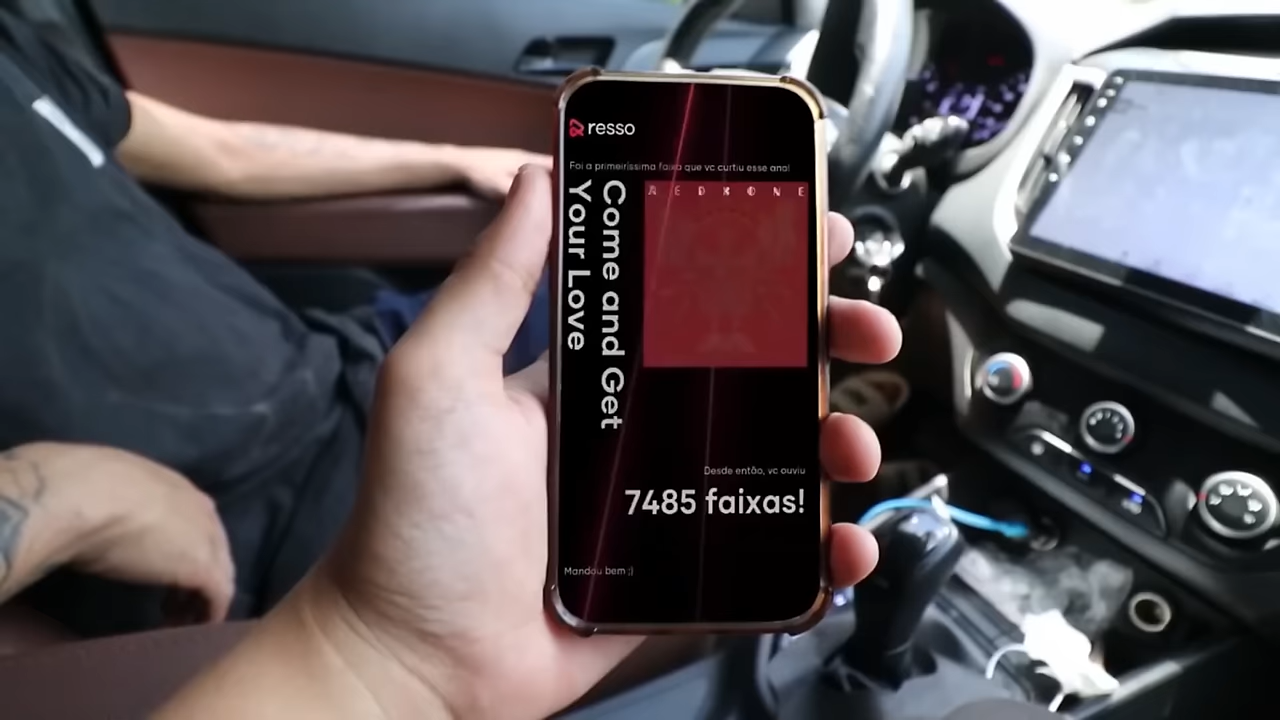 resso
Foi a primeiríssima faixa que vc curtiu esse ano!
REDBONE
Come and Get
Your Love
Desde então, vc ouviu
7485 faixas!
Mandou bem ;)